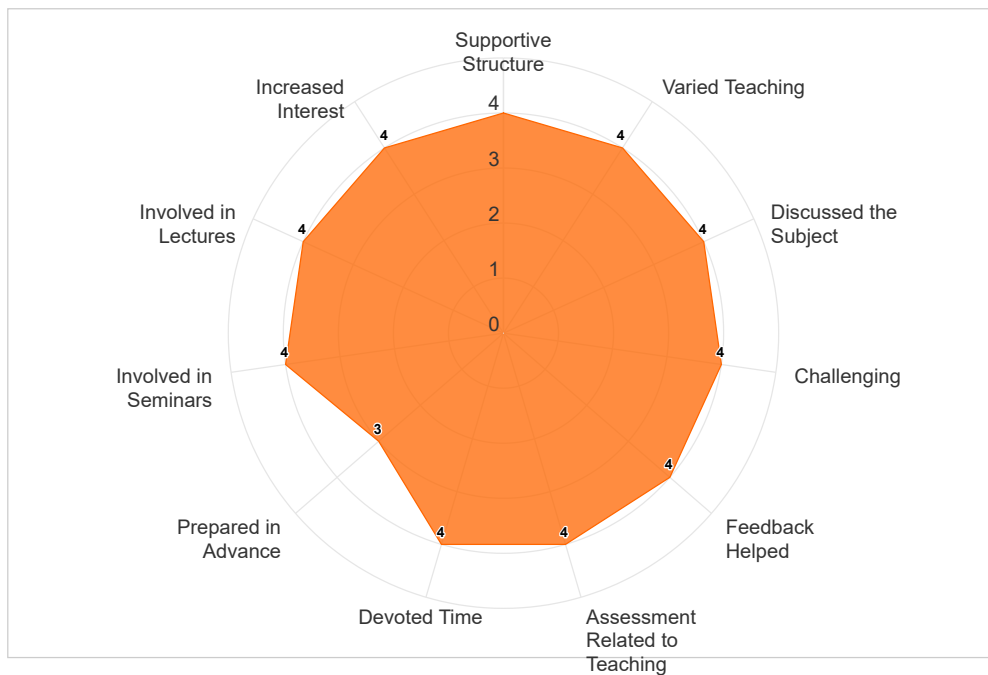 Supportive
Structure
Increased
Interest
Varied Teaching
4
4
4
3
Involved in
Lectures
Discussed the
Subject
4
4
2
1
0
Involved in
Seminars
4
4
Challenging
3
4
Prepared in
Advance
Feedback
Helped
4
4
Devoted Time
Assessment
Related to
Teaching